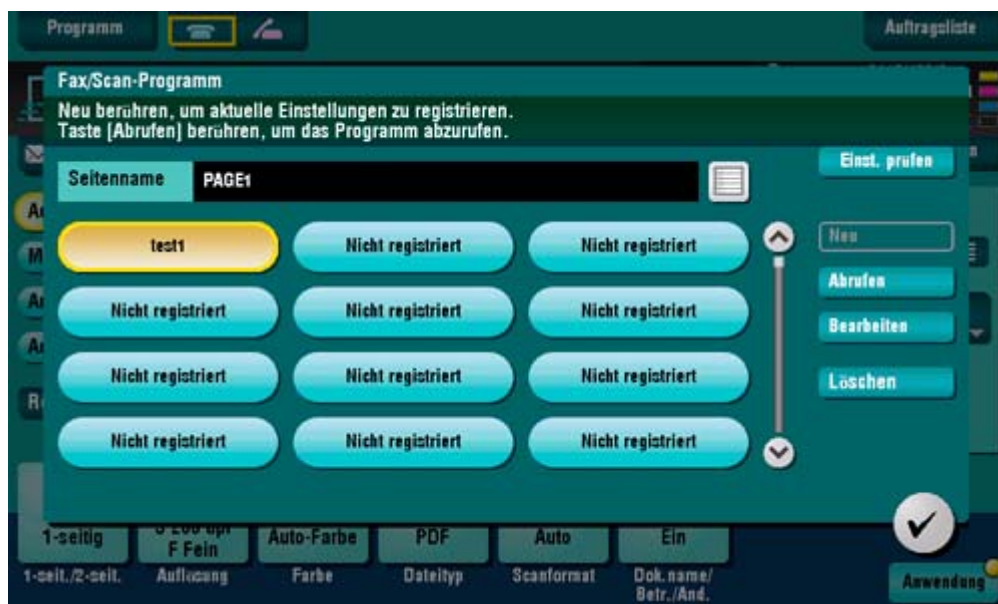 Programm
Auftragsliste
Fax/Scan-Programm
Neu berühren, um aktuelle Einstellungen zu registrieren.
Taste [Abrufen] berühren, um das Programm abzurufen.
Einst. prüfen
Seitenname PAGE1
test1 Nicht registriert Nicht registriert
Neu
Abrufen
Nicht registriert Nicht registriert Nicht registriert
Bearbeiten
Nicht registriert Nicht registriert Nicht registriert
Löschen
Nicht registriert Nicht registriert Nicht registriert
1-seitig F Fein Auto-Farbe PDF Auto Ein
1-seit./2-seit. Auflösung Farbe Dateityp Scanformat Dok.name/
Betr./And.
Anwendung